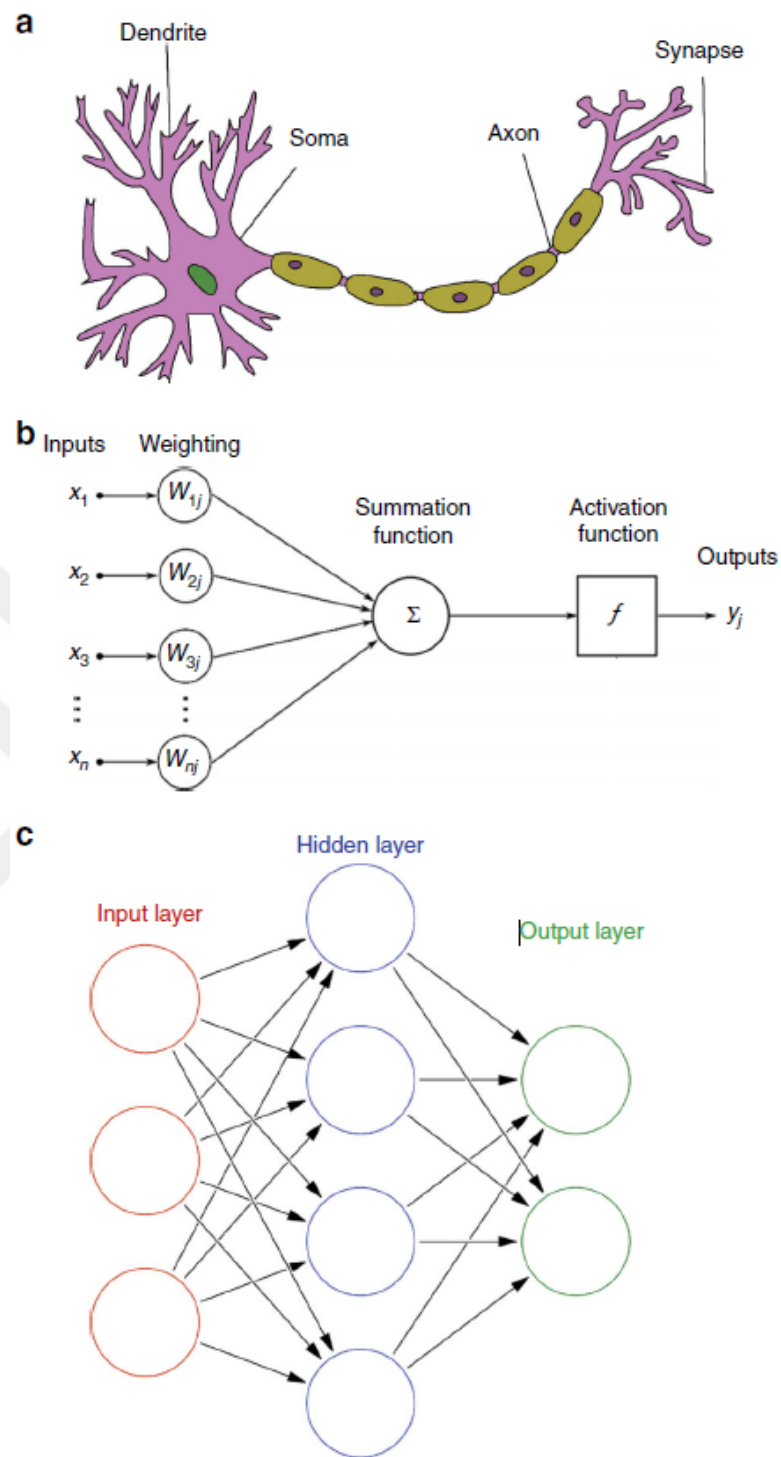 a
Dendrite
Synapse
Soma
Axon
b
Inputs
Weighting
x1
W1j
Summation
function
Activation
function
Outputs
x2
W2j
Σ
f
yj
x3
W3j
xn
Wnj
c
Hidden layer
Input layer
Output layer